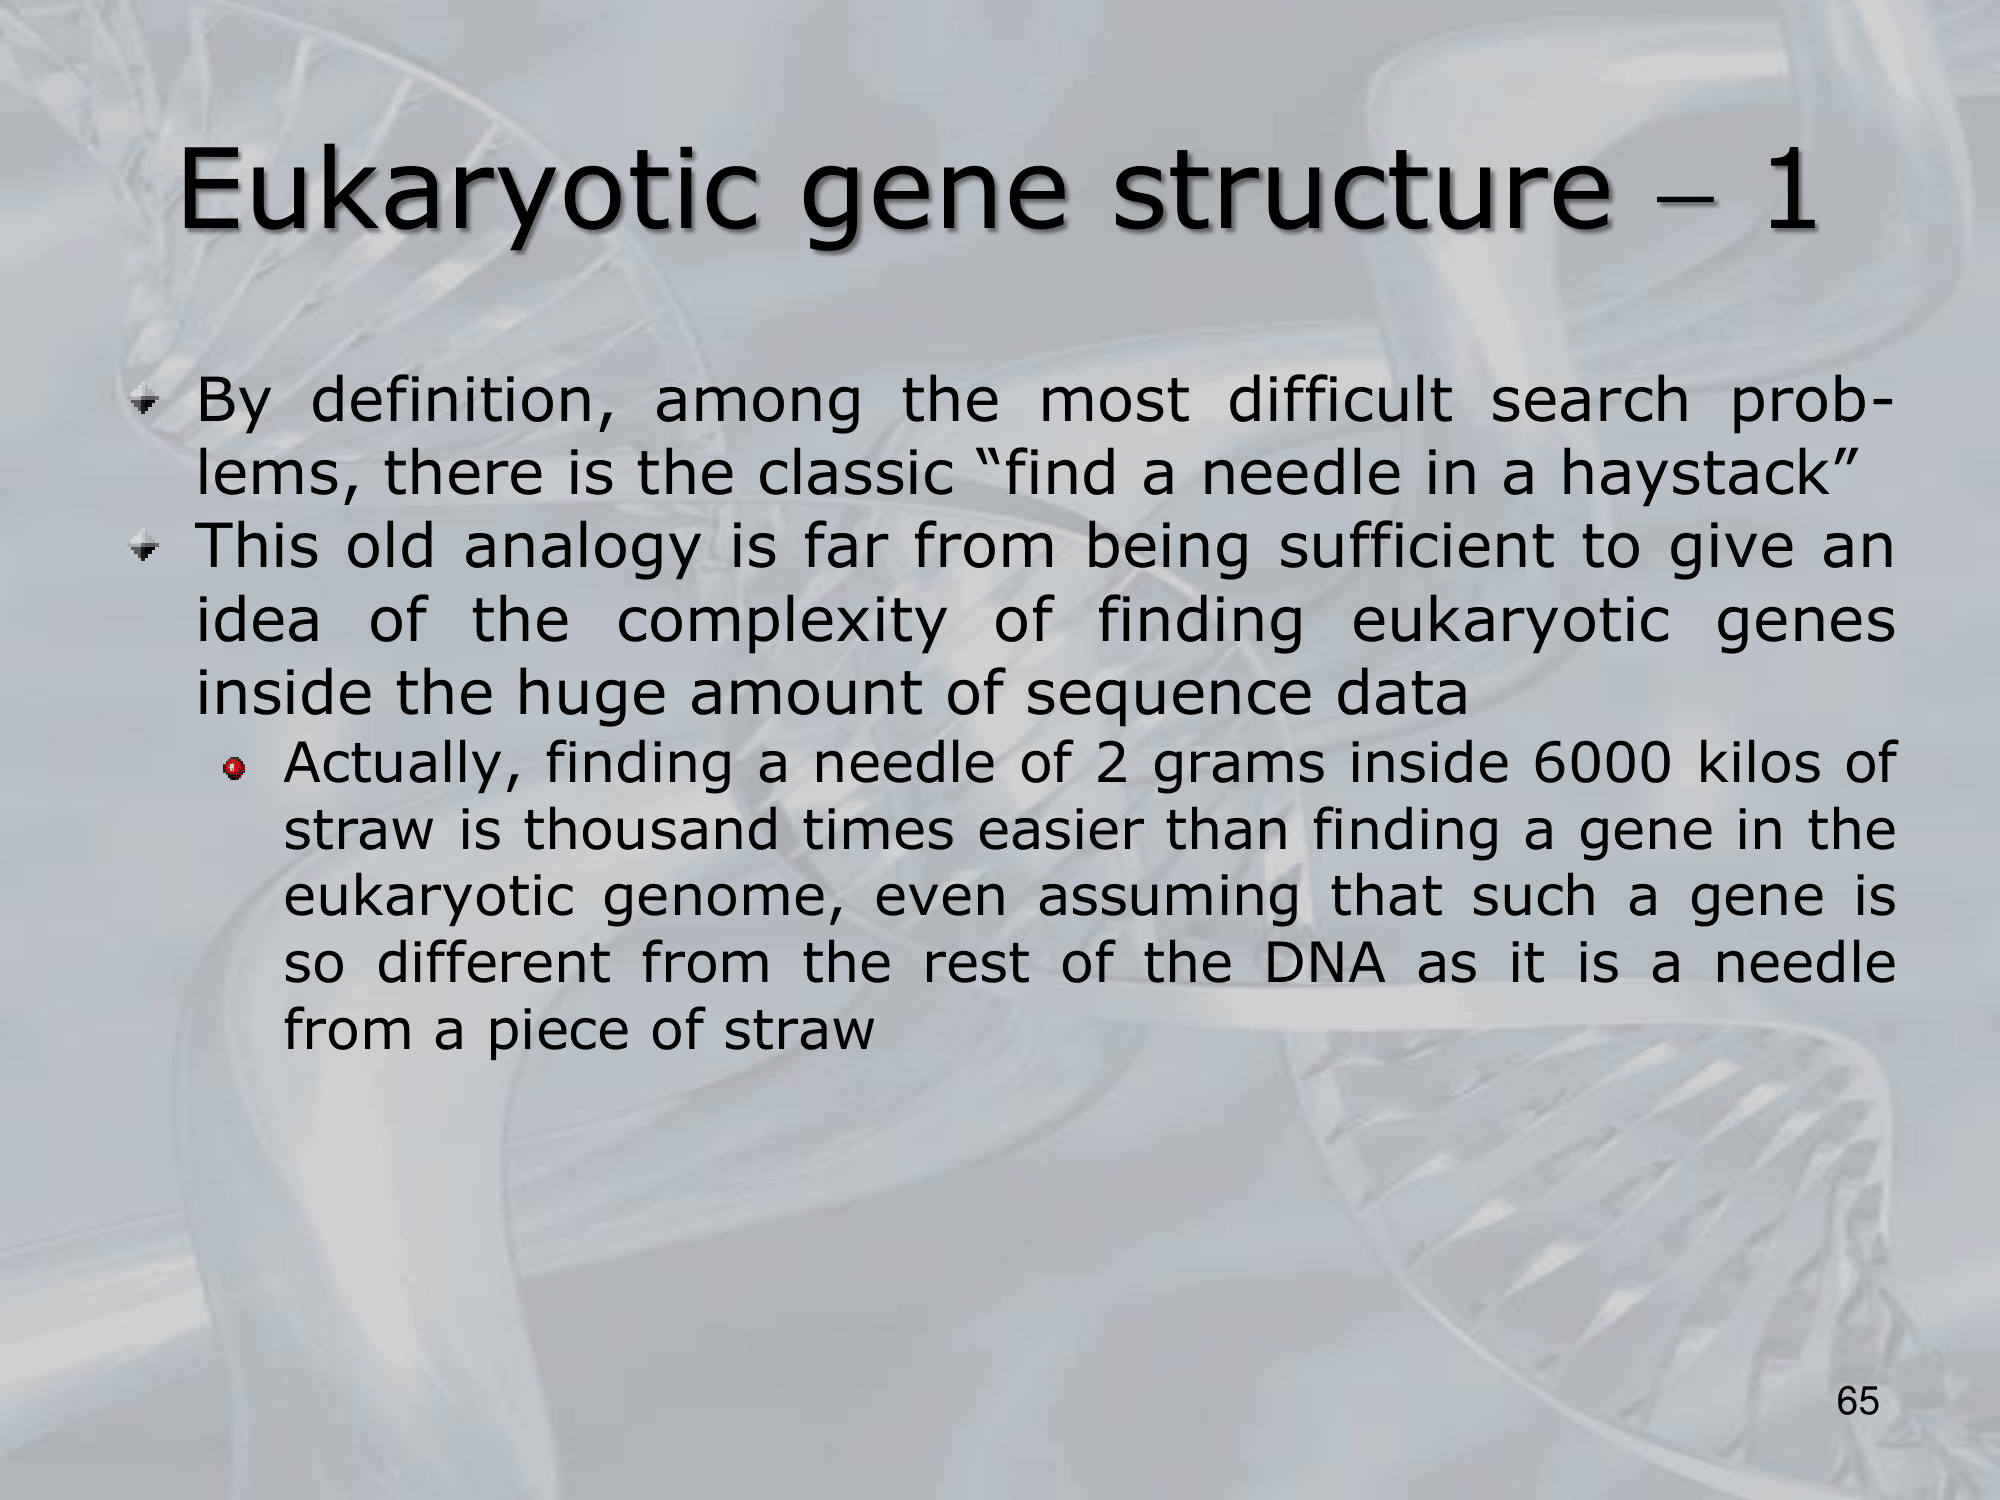 Eukaryotic gene structure – 1
By definition, among the most difficult search prob-
lems, there is the classic “find a needle in a haystack”
This old analogy is far from being sufficient to give an
idea of the complexity of finding eukaryotic genes
inside the huge amount of sequence data
Actually, finding a needle of 2 grams inside 6000 kilos of
straw is thousand times easier than finding a gene in the
eukaryotic genome, even assuming that such a gene is
so different from the rest of the DNA as it is a needle
from a piece of straw
65